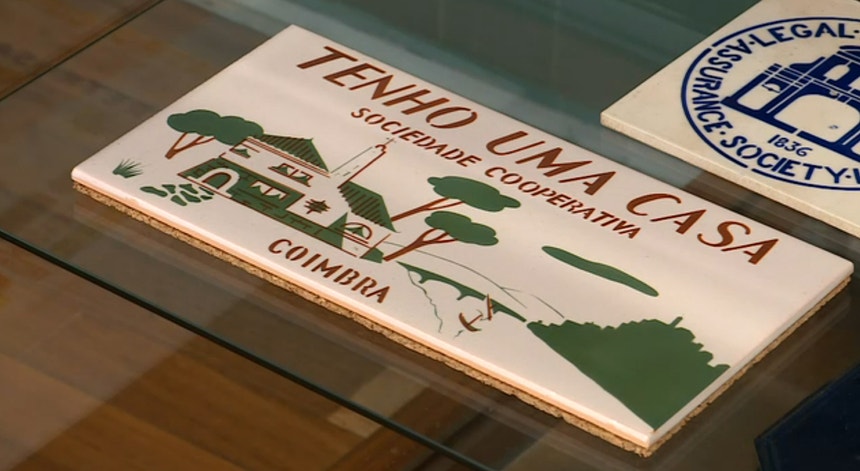 TENHO UMA CASA
SOCIEDADE COOPERATIVA
COIMBRA
LEGAL
ASSURANCE · SOCIETY
1836